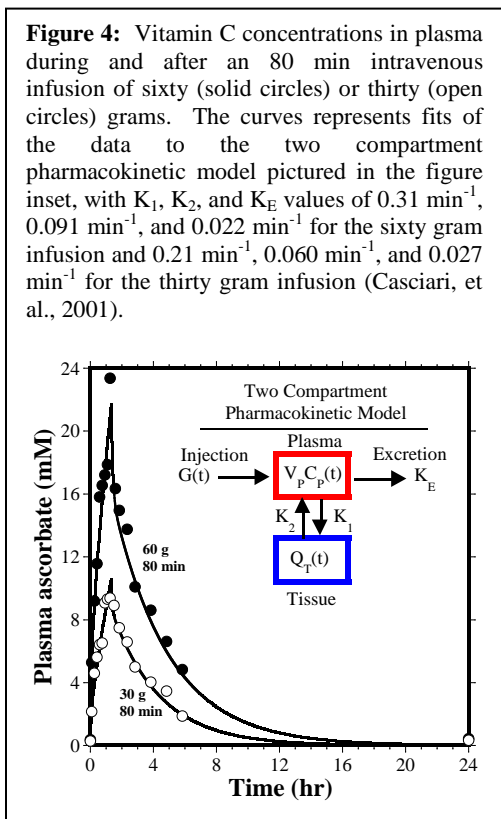 Figure 4: Vitamin C concentrations in plasma
during and after an 80 min intravenous
infusion of sixty (solid circles) or thirty (open
circles) grams. The curves represents fits of
the data to the two compartment
pharmacokinetic model pictured in the figure
inset, with K₁, K₂, and K_E values of 0.31 min⁻¹,
0.091 min⁻¹, and 0.022 min⁻¹ for the sixty gram
infusion and 0.21 min⁻¹, 0.060 min⁻¹, and 0.027
min⁻¹ for the thirty gram infusion (Casciari, et
al., 2001).
24
20
16
12
8
4
0
Plasma ascorbate (mM)
Two Compartment
Pharmacokinetic Model
Plasma
Injection
G(t)
V_PC_P(t)
Excretion
K_E
K₂
K₁
Q_T(t)
Tissue
60 g
80 min
30 g
80 min
0 4 8 12 16 20 24
Time (hr)